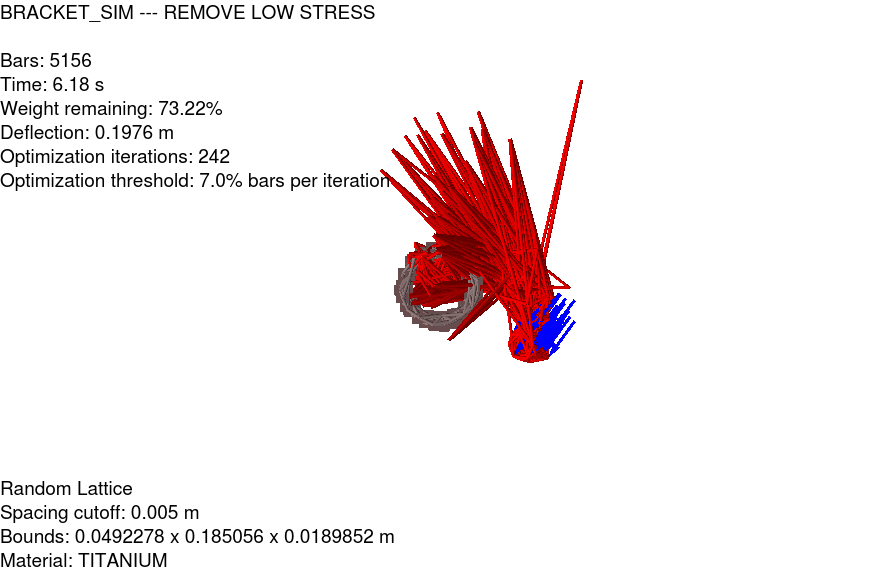 BRACKET_SIM --- REMOVE LOW STRESS
Bars: 5156
Time: 6.18 s
Weight remaining: 73.22%
Deflection: 0.1976 m
Optimization iterations: 242
Optimization threshold: 7.0% bars per iteration
Random Lattice
Spacing cutoff: 0.005 m
Bounds: 0.0492278 x 0.185056 x 0.0189852 m
Material: TITANIUM